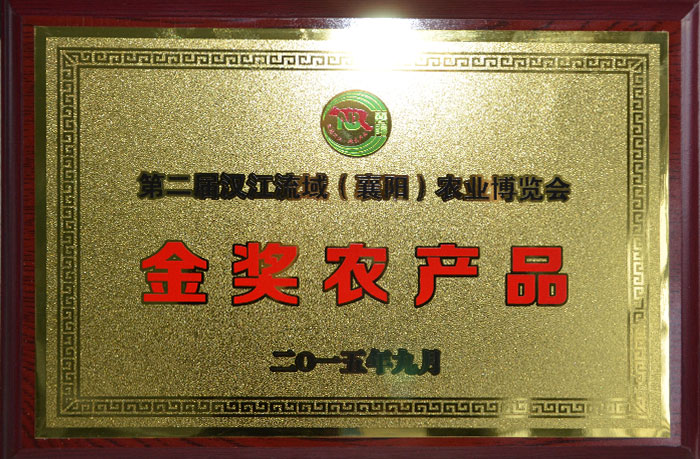 第二届汉江流域（襄阳）农业博览会
金奖农产品
二0一五年九月